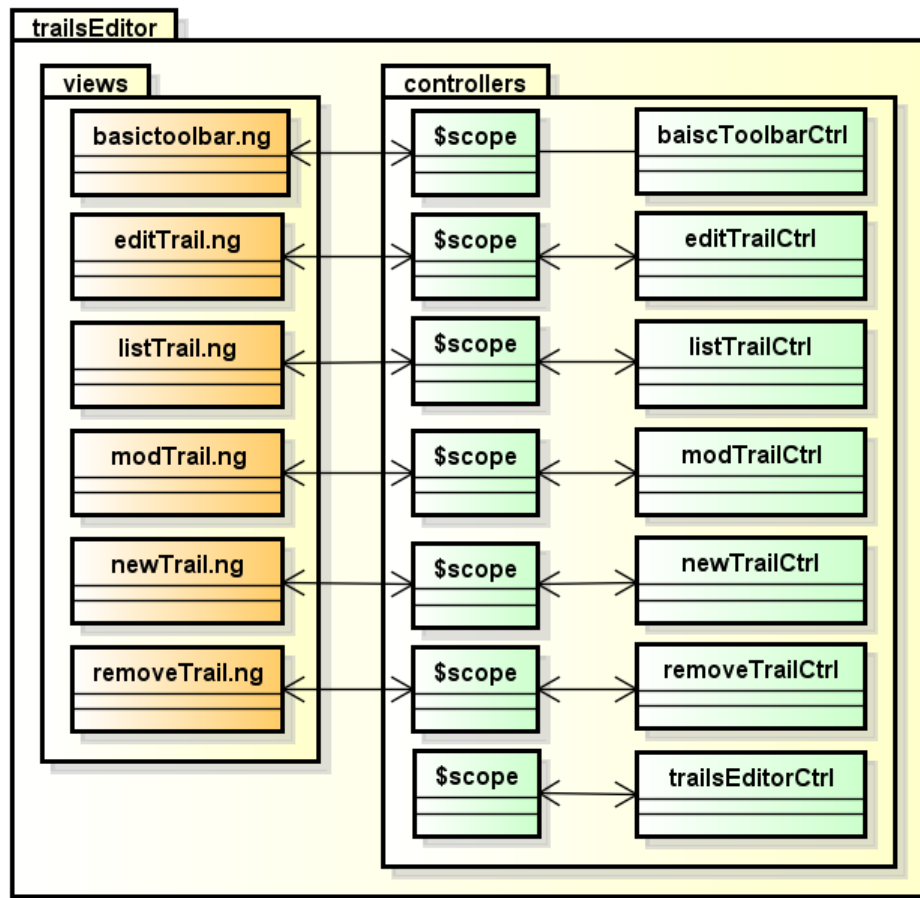 trailsEditor
views
controllers
basictoolbar.ng
$scope
baiscToolbarCtrl
editTrail.ng
$scope
editTrailCtrl
listTrail.ng
$scope
listTrailCtrl
modTrail.ng
$scope
modTrailCtrl
newTrail.ng
$scope
newTrailCtrl
removeTrail.ng
$scope
removeTrailCtrl
$scope
trailsEditorCtrl